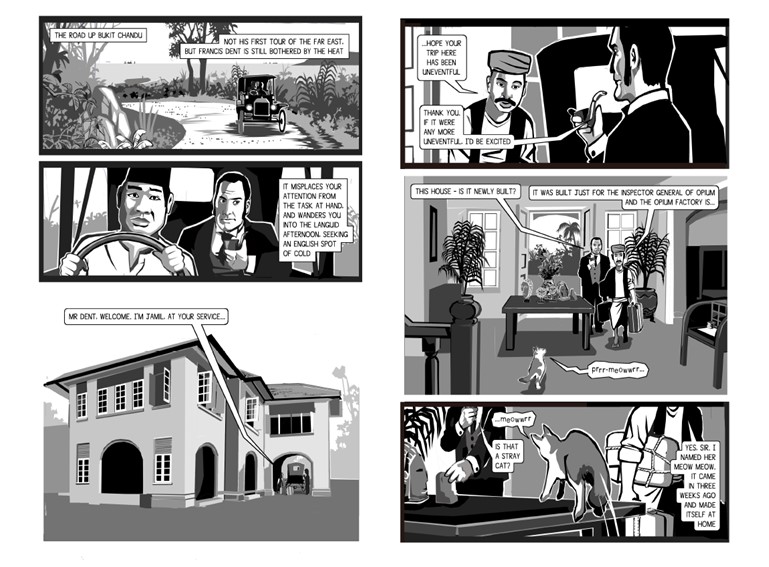 THE ROAD UP BUKIT CHANDU
NOT HIS FIRST TOUR OF THE FAR EAST,
BUT FRANCIS DENT IS STILL BOTHERED BY THE HEAT
IT MISPLACES YOUR
ATTENTION FROM
THE TASK AT HAND,
AND WANDERS YOU
INTO THE LANGUID
AFTERNOON, SEEKING
AN ENGLISH SPOT
OF COLD
MR DENT, WELCOME. I'M JAMIL. AT YOUR SERVICE...
...HOPE YOUR
TRIP HERE
HAS BEEN
UNEVENTFUL
THANK YOU,
IF IT WERE
ANY MORE
UNEVENTFUL, I'D BE EXCITED
THIS HOUSE - IS IT NEWLY BUILT?
IT WAS BUILT JUST FOR THE INSPECTOR GENERAL OF OPIUM
AND THE OPIUM FACTORY IS...
prrr-meowwrr...
...meowwrr
IS THAT
A STRAY
CAT?
YES, SIR. I
NAMED HER
MEOW MEOW.
IT CAME
IN THREE
WEEKS AGO
AND MADE
ITSELF AT
HOME